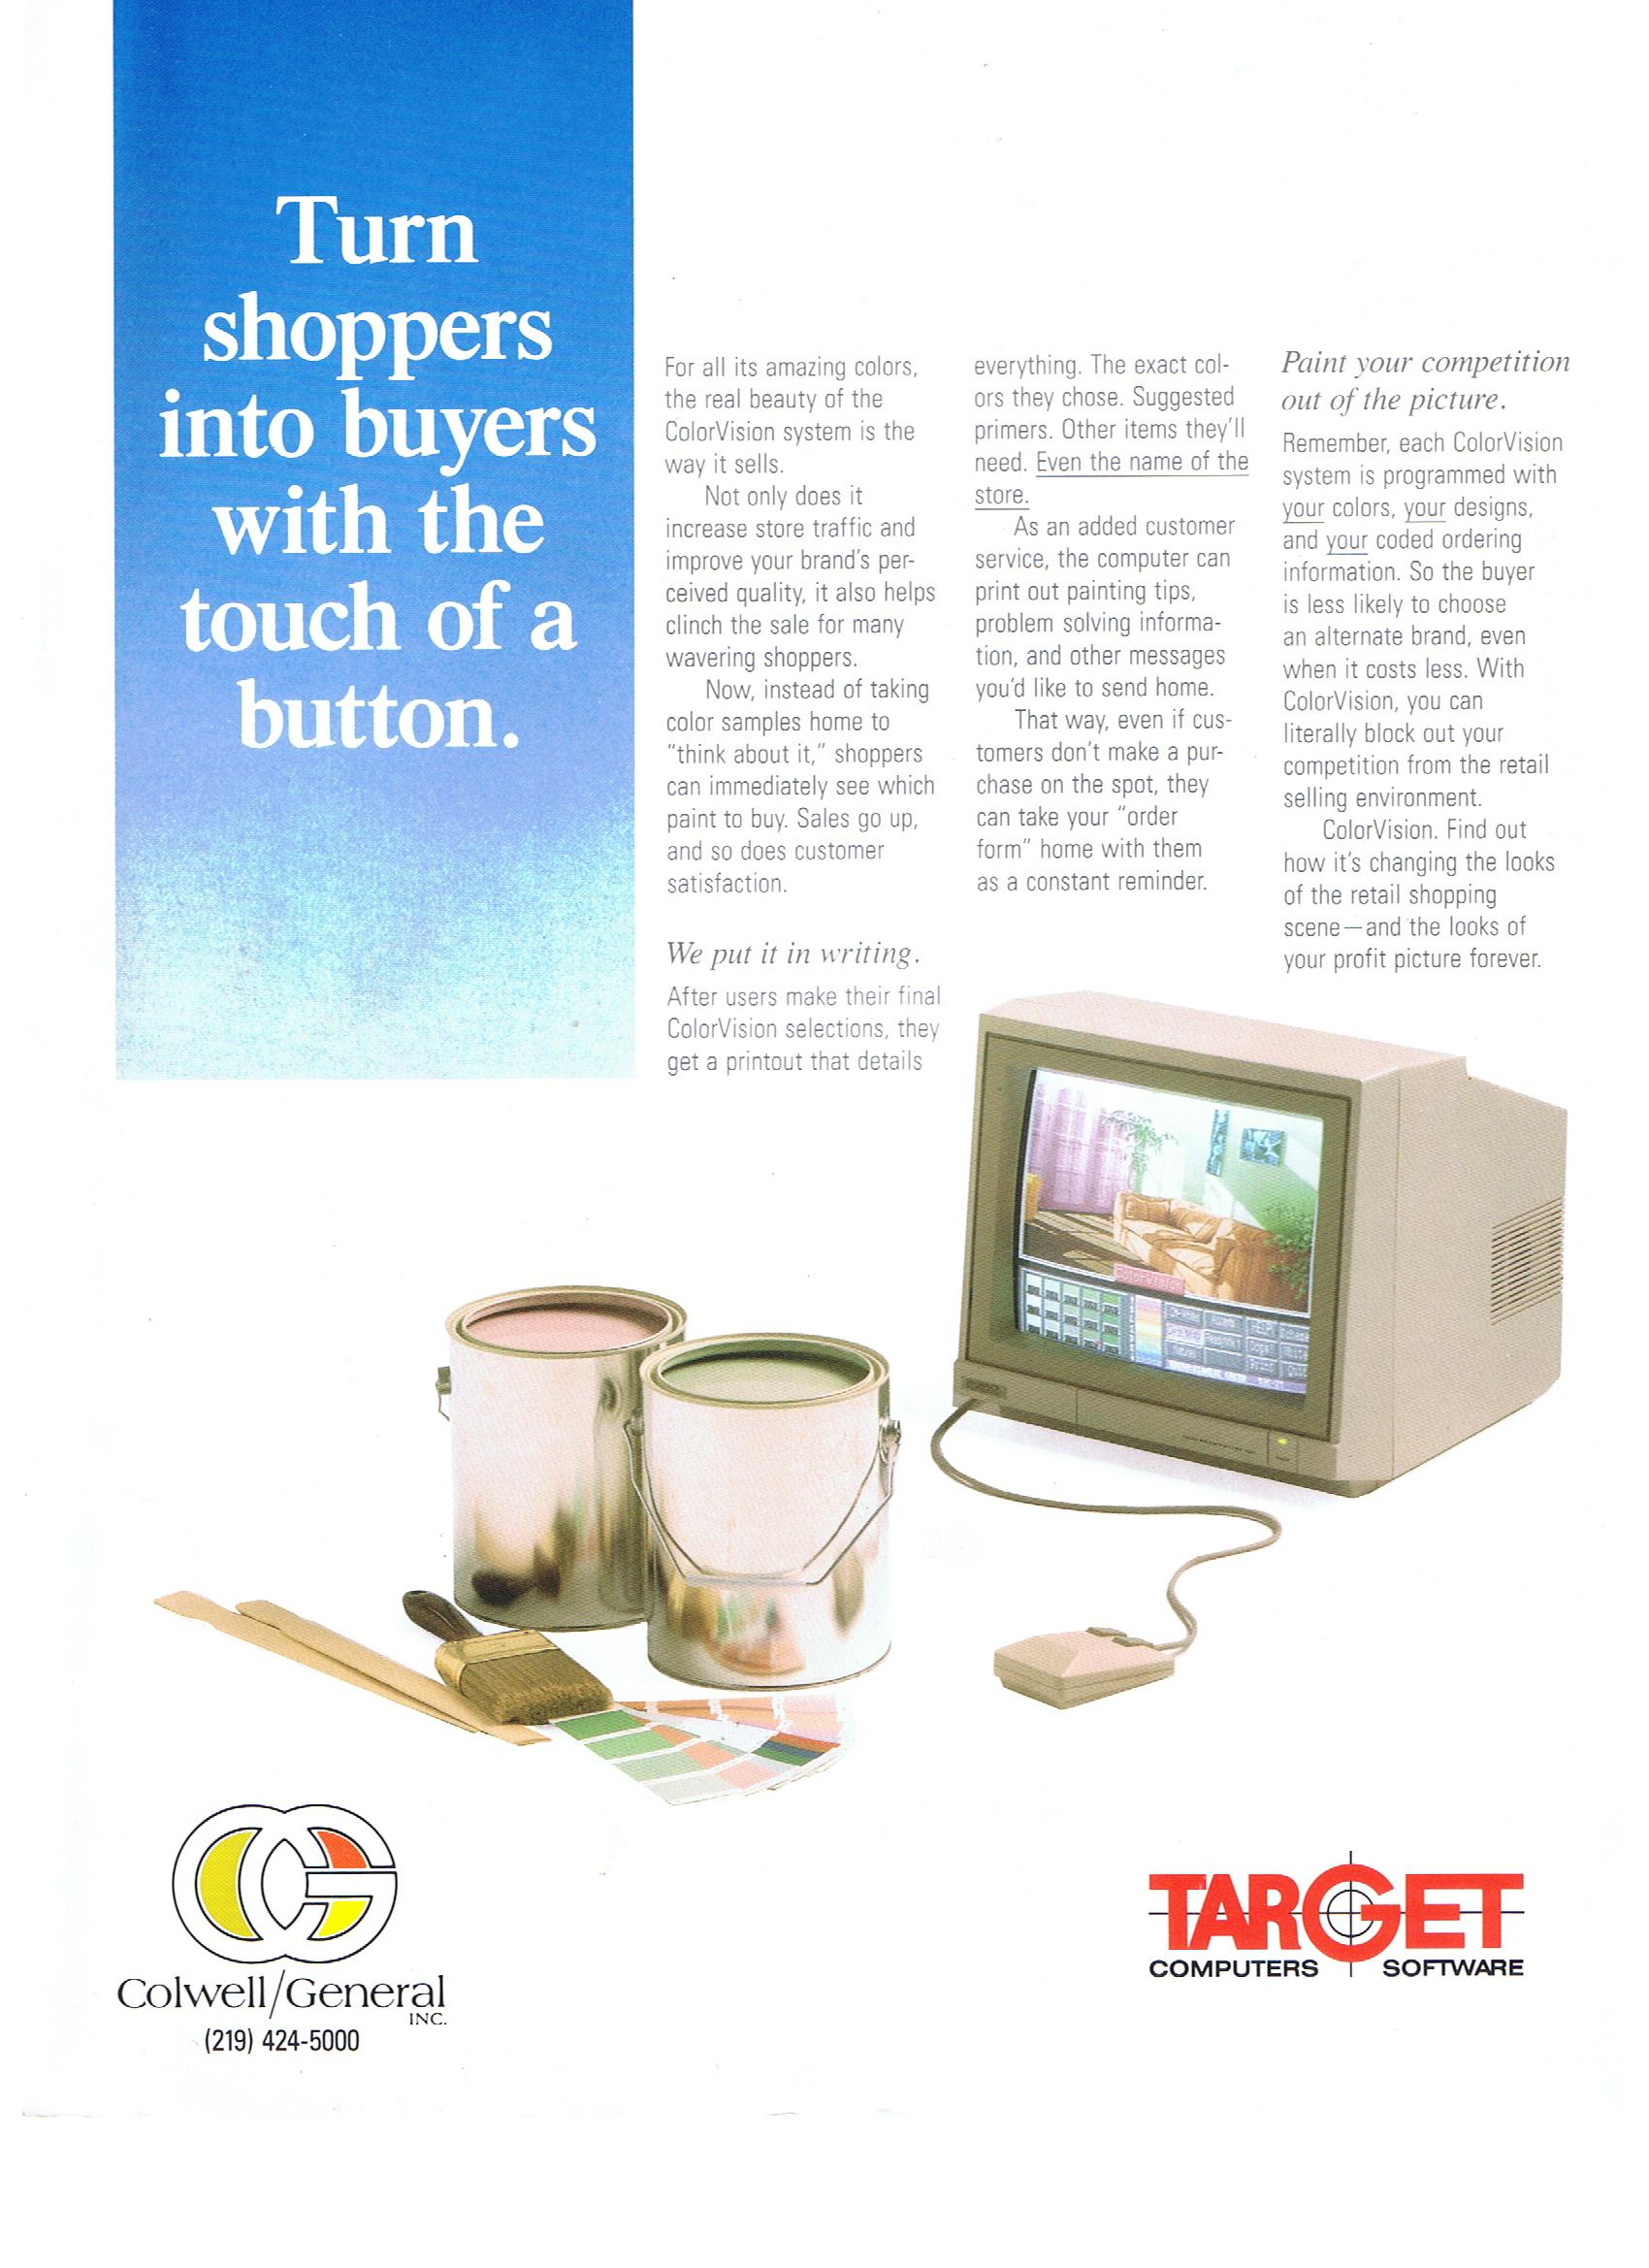 Turn
shoppers
into buyers
with the
touch of a
button.
For all its amazing colors,
the real beauty of the
ColorVision system is the
way it sells.
Not only does it
increase store traffic and
improve your brand's per-
ceived quality, it also helps
clinch the sale for many
wavering shoppers.
Now, instead of taking
color samples home to
"think about it," shoppers
can immediately see which
paint to buy. Sales go up,
and so does customer
satisfaction.
We put it in writing.
After users make their final
ColorVision selections, they
get a printout that details
everything. The exact col-
ors they chose. Suggested
primers. Other items they'll
need. Even the name of the
store.
As an added customer
service, the computer can
print out painting tips,
problem solving informa-
tion, and other messages
you'd like to send home.
That way, even if cus-
tomers don't make a pur-
chase on the spot, they
can take your "order
form" home with them
as a constant reminder.
Paint your competition
out of the picture.
Remember, each ColorVision
system is programmed with
your colors, your designs,
and your coded ordering
information. So the buyer
is less likely to choose
an alternate brand, even
when it costs less. With
ColorVision, you can
literally block out your
competition from the retail
selling environment.
ColorVision. Find out
how it's changing the looks
of the retail shopping
scene—and the looks of
your profit picture forever.
ColorVision
CG
Colwell/General
INC.
(219) 424-5000
TARGET
COMPUTERS SOFTWARE